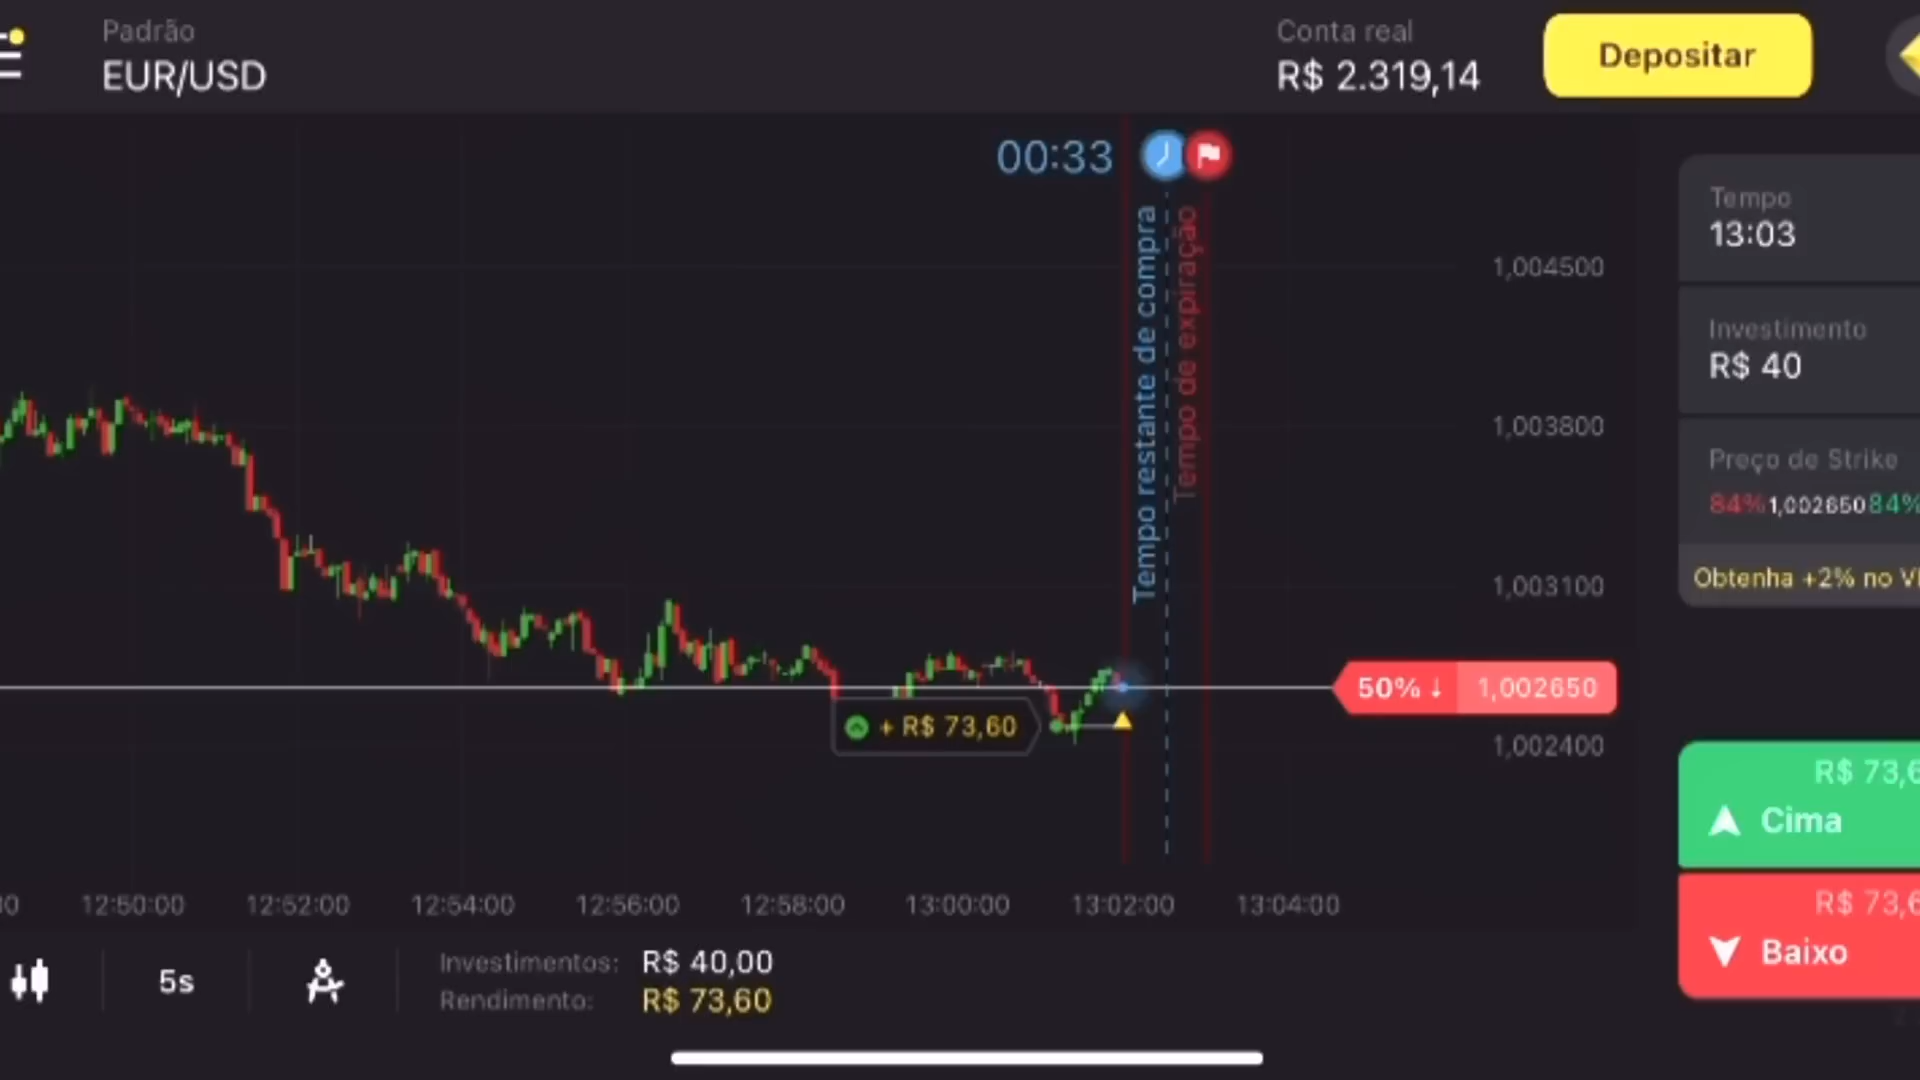 Padrão
EUR/USD
Conta real
R$ 2.319,14
Depositar
00:33
Tempo restante de compra
Tempo de expiração
Tempo
13:03
Investimento
R$ 40
Preço de Strike
84% 1,002650 84%
Obtenha +2% no VI
1,004500
1,003800
1,003100
50% ↓ 1,002650
1,002400
+ R$ 73,60
R$ 73,6
Cima
R$ 73,6
Baixo
12:50:00
12:52:00
12:54:00
12:56:00
12:58:00
13:00:00
13:02:00
13:04:00
5s
Investimentos: R$ 40,00
Rendimento: R$ 73,60